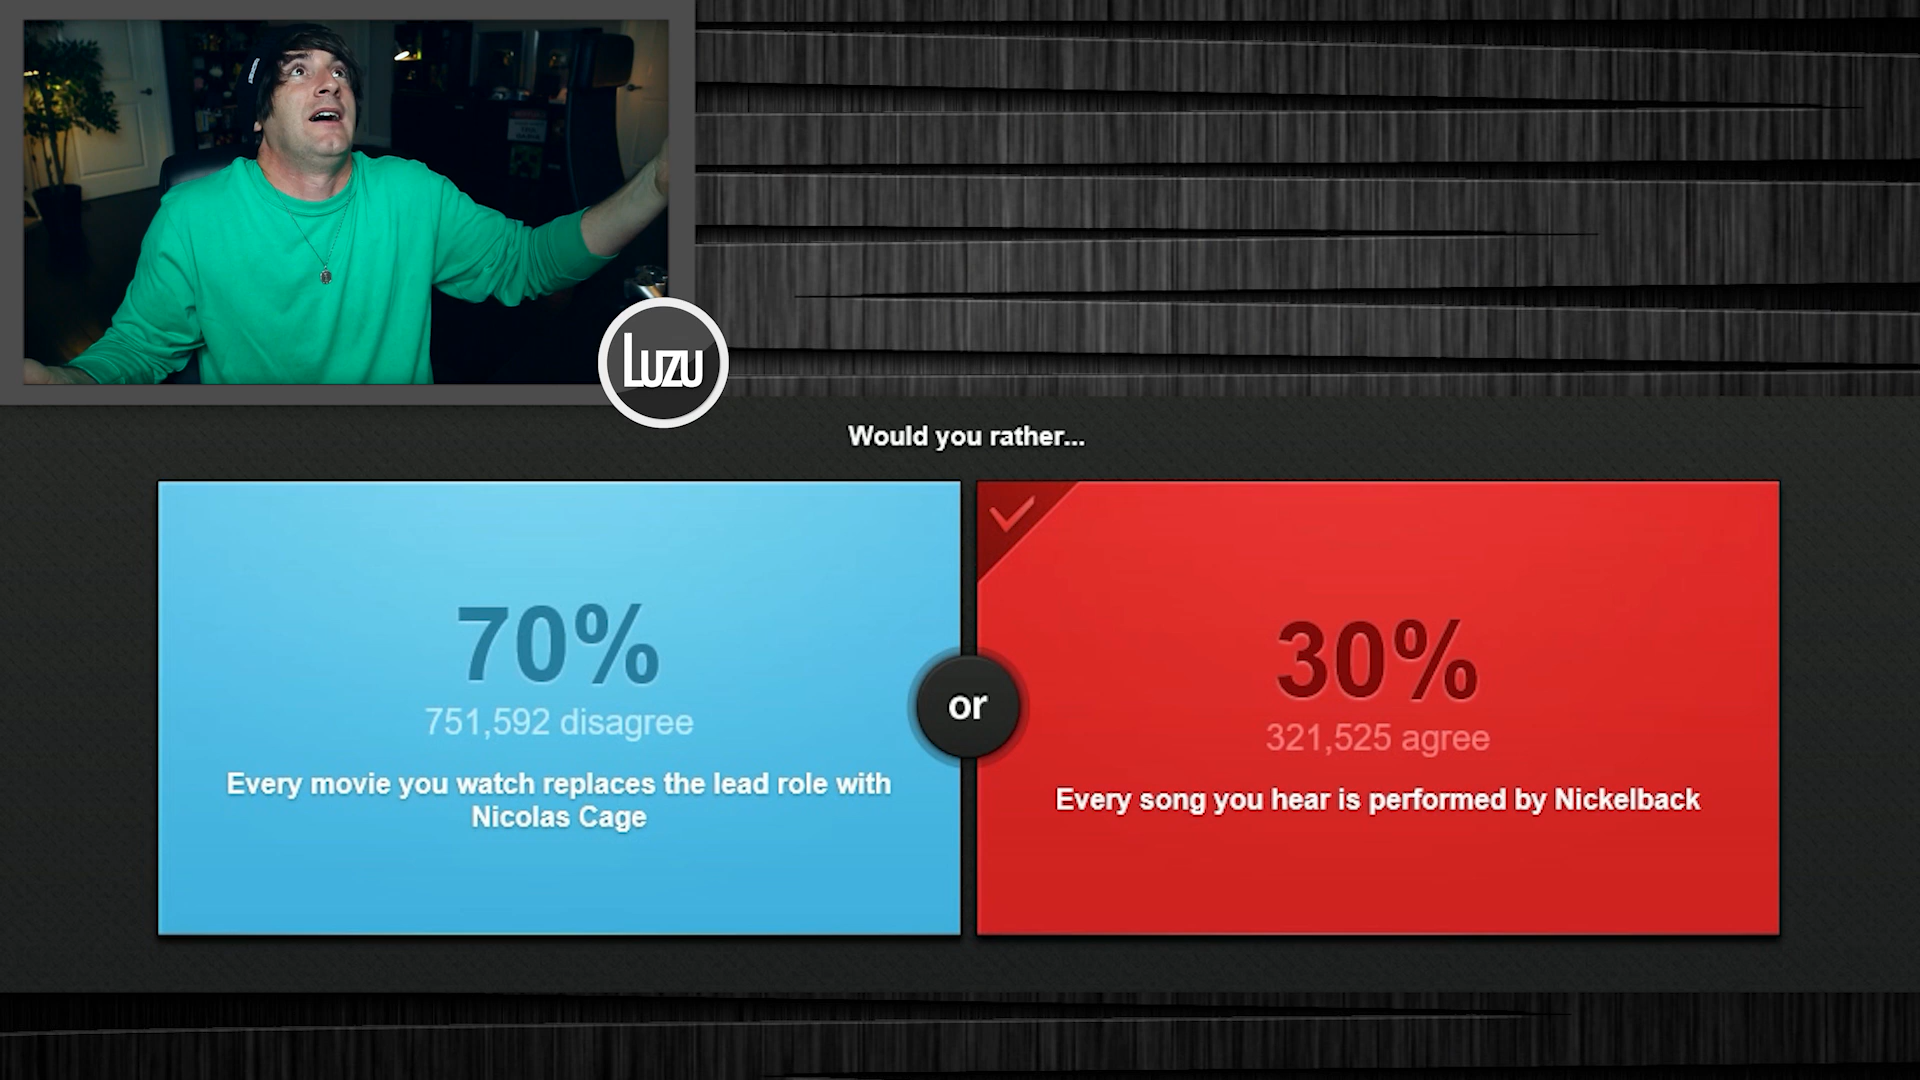 Luzu
Would you rather...
70%
751,592 disagree
Every movie you watch replaces the lead role with
Nicolas Cage
or
30%
321,525 agree
Every song you hear is performed by Nickelback